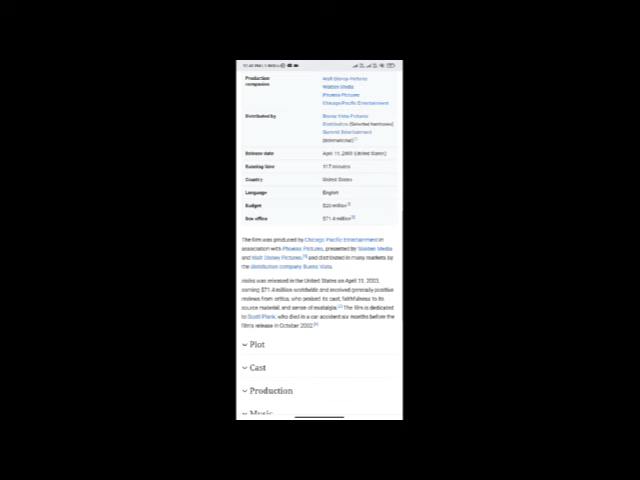 Production
companies
Walt Disney Pictures
Walden Media
Phoenix Pictures
Chicago Pacific Entertainment
Distributed by
Buena Vista Pictures
Distribution (Selected territories)
Summit Entertainment
(International)
Release date
April 11, 2003 (United States)
Running time
117 minutes
Country
United States
Language
English
Budget
$20 million
Box office
$71.4 million
The film was produced by Chicago Pacific Entertainment in
association with Phoenix Pictures, presented by Walden Media
and Walt Disney Pictures, and distributed in many markets by
the distribution company Buena Vista.
was released in the United States on April 11, 2003,
earning $71.4 million worldwide and received generally positive
reviews from critics, who praised its cast, faithfulness to its
source material, and sense of nostalgia. The film is dedicated
to Scott Plank, who died in a car accident six months before the
film's release in October 2002.
Plot
Cast
Production
Music